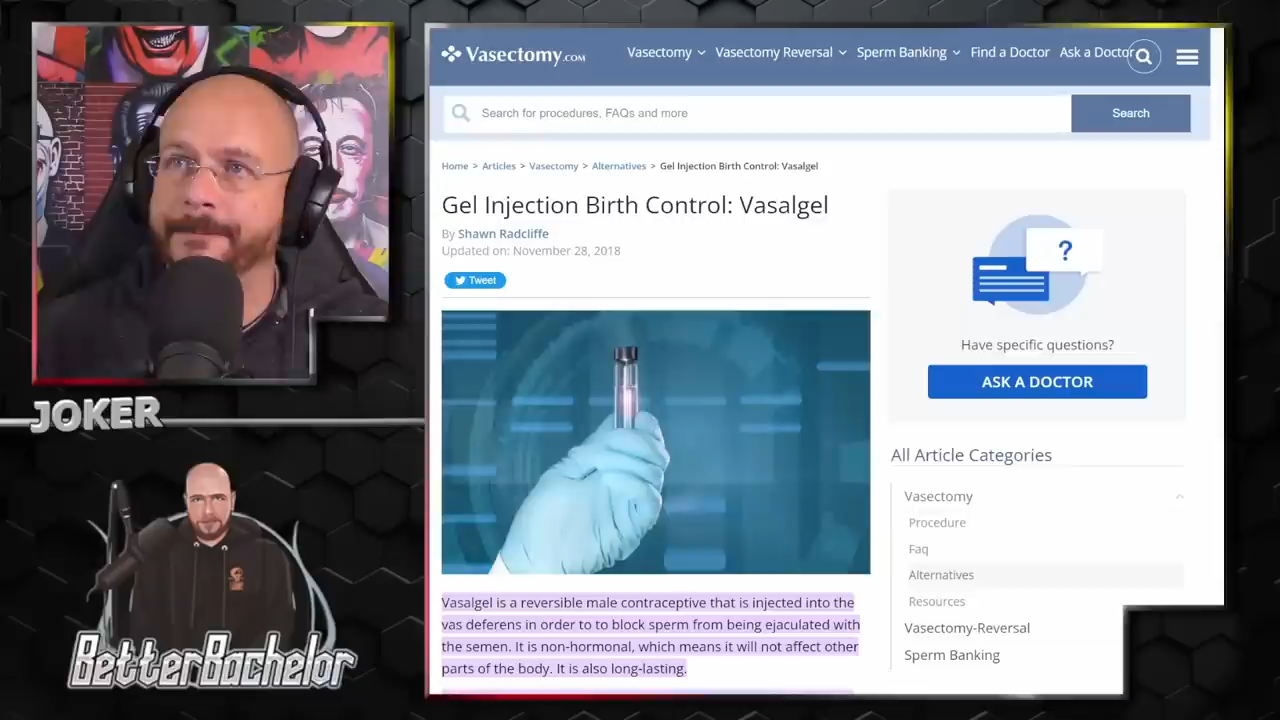 Vasectomy.COM
Vasectomy Vasectomy Reversal Sperm Banking Find a Doctor Ask a Doctor
Search for procedures, FAQs and more
Search
Home > Articles > Vasectomy > Alternatives > Gel Injection Birth Control: Vasalgel
Gel Injection Birth Control: Vasalgel
By Shawn Radcliffe
Updated on: November 28, 2018
Tweet
Vasalgel is a reversible male contraceptive that is injected into the
vas deferens in order to to block sperm from being ejaculated with
the semen. It is non-hormonal, which means it will not affect other
parts of the body. It is also long-lasting.
?
Have specific questions?
ASK A DOCTOR
All Article Categories
Vasectomy
Procedure
Faq
Alternatives
Resources
Vasectomy-Reversal
Sperm Banking
JOKER
BetterBachelor